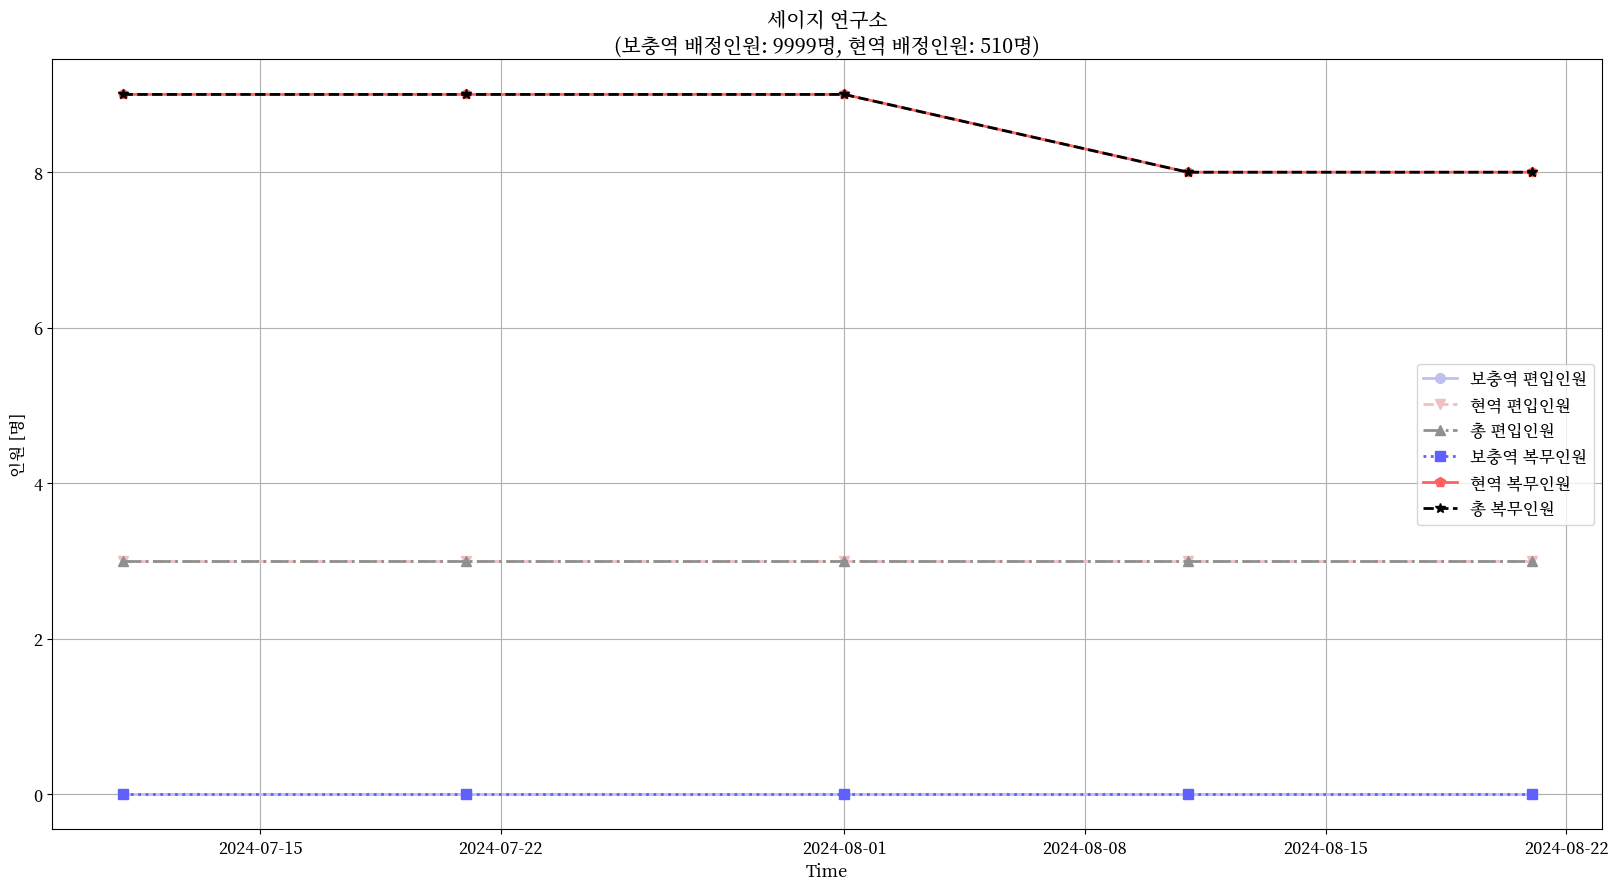 세이지 연구소
(보충역 배정인원: 9999명, 현역 배정인원: 510명)
인원 [명]
8
6
4
2
0
보충역 편입인원
현역 편입인원
총 편입인원
보충역 복무인원
현역 복무인원
총 복무인원
2024-07-15
2024-07-22
2024-08-01
2024-08-08
2024-08-15
2024-08-22
Time